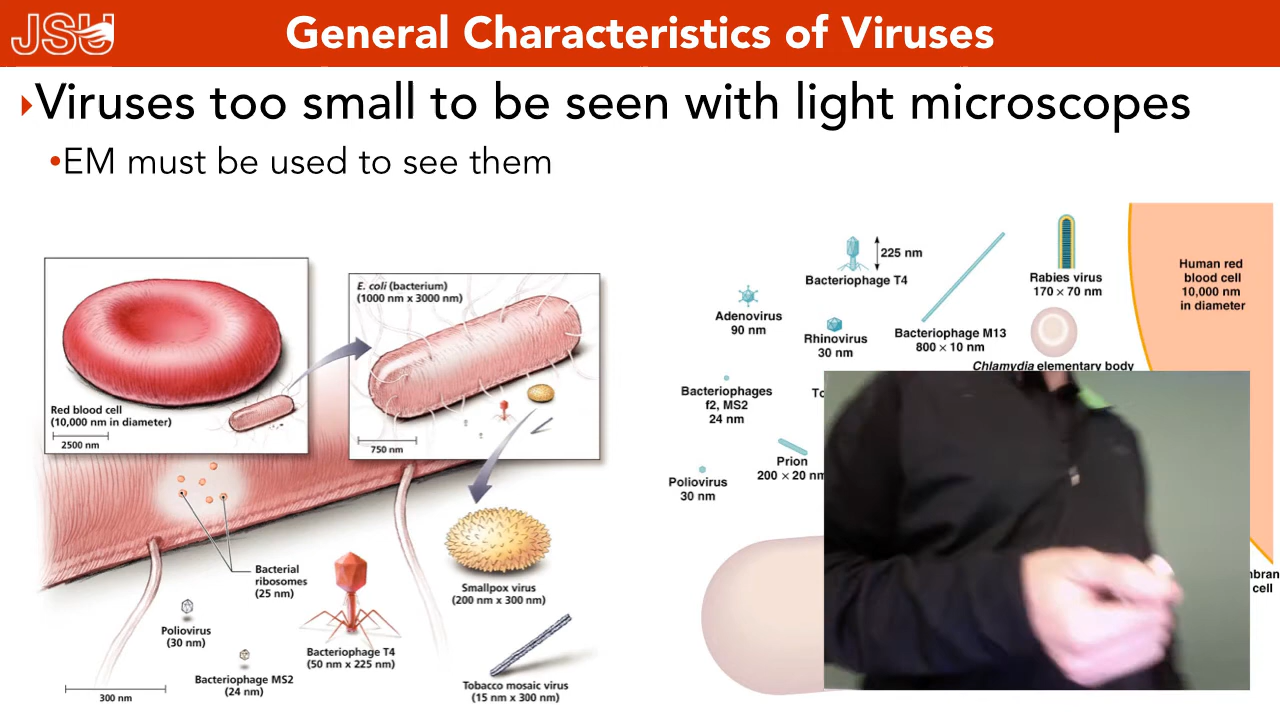 JSU
General Characteristics of Viruses
Viruses too small to be seen with light microscopes
•EM must be used to see them
Red blood cell
(10,000 nm in diameter)
2500 nm
E. coli (bacterium)
(1000 nm x 3000 nm)
750 nm
Bacterial
ribosomes
(25 nm)
Poliovirus
(30 nm)
Bacteriophage MS2
(24 nm)
300 nm
Bacteriophage T4
(50 nm x 225 nm)
Smallpox virus
(200 nm x 300 nm)
Tobacco mosaic virus
(15 nm x 300 nm)
225 nm
Bacteriophage T4
Adenovirus
90 nm
Rhinovirus
30 nm
Bacteriophage M13
800 × 10 nm
Rabies virus
170 × 70 nm
Chlamydia elementary body
Human red
blood cell
10,000 nm
in diameter
Bacteriophages
f2, MS2
24 nm
Poliovirus
30 nm
Prion
200 × 20 nm
cell